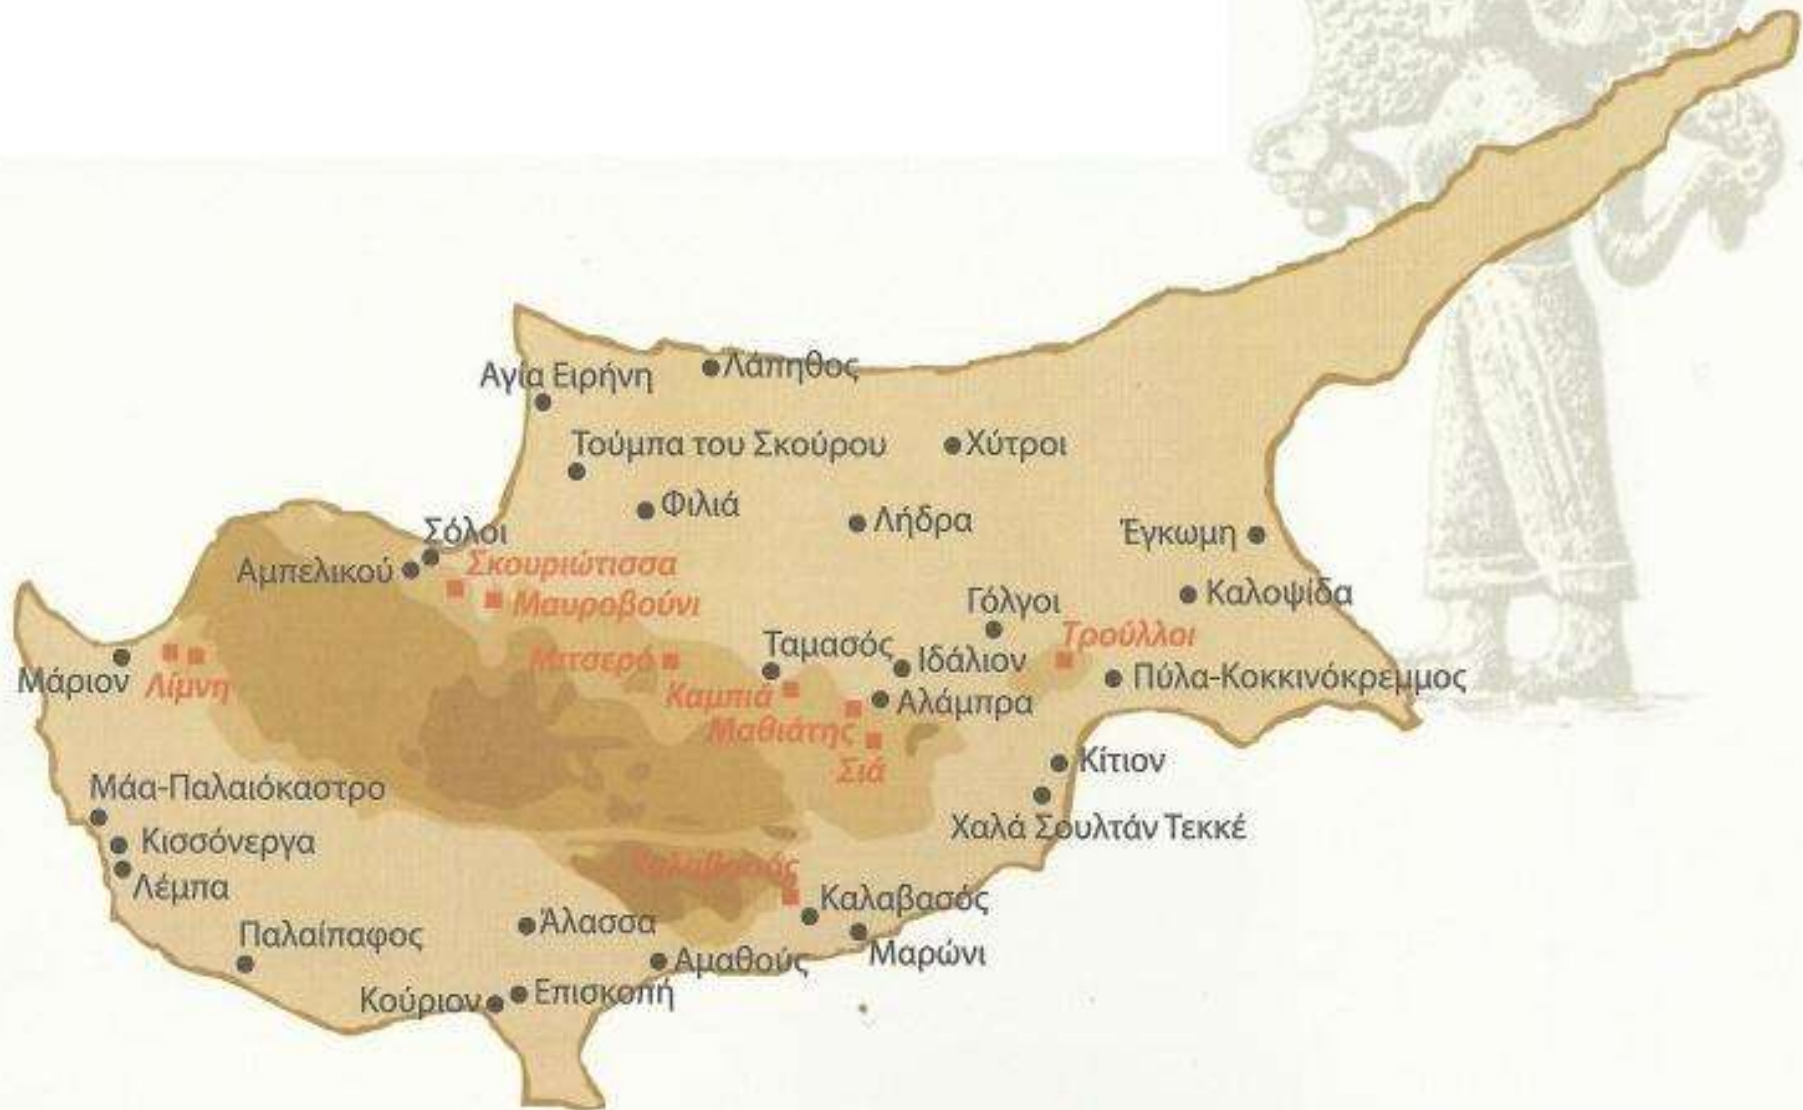 Αγία Ειρήνη
Λάπηθος
Τούμπα του Σκούρου
Χύτροι
Φιλιά
Λήδρα
Έγκωμη
Σόλοι
Αμπελικού
Σκουριώτισσα
Μαυροβούνι
Καλοψίδα
Γόλγοι
Τρούλλοι
Ταμασός
Ιδάλιον
Μιτσερό
Μάριον
Λίμνη
Πύλα-Κοκκινόκρεμμος
Καμπιά
Αλάμπρα
Μαθιάτης
Σιά
Κίτιον
Μάα-Παλαιόκαστρο
Χαλά Σουλτάν Τεκκέ
Κισσόνεργα
Λέμπα
Καλαβασός
Καλαβασός
Άλασσα
Παλαίπαφος
Αμαθούς
Μαρώνι
Κούριον
Επισκοπή